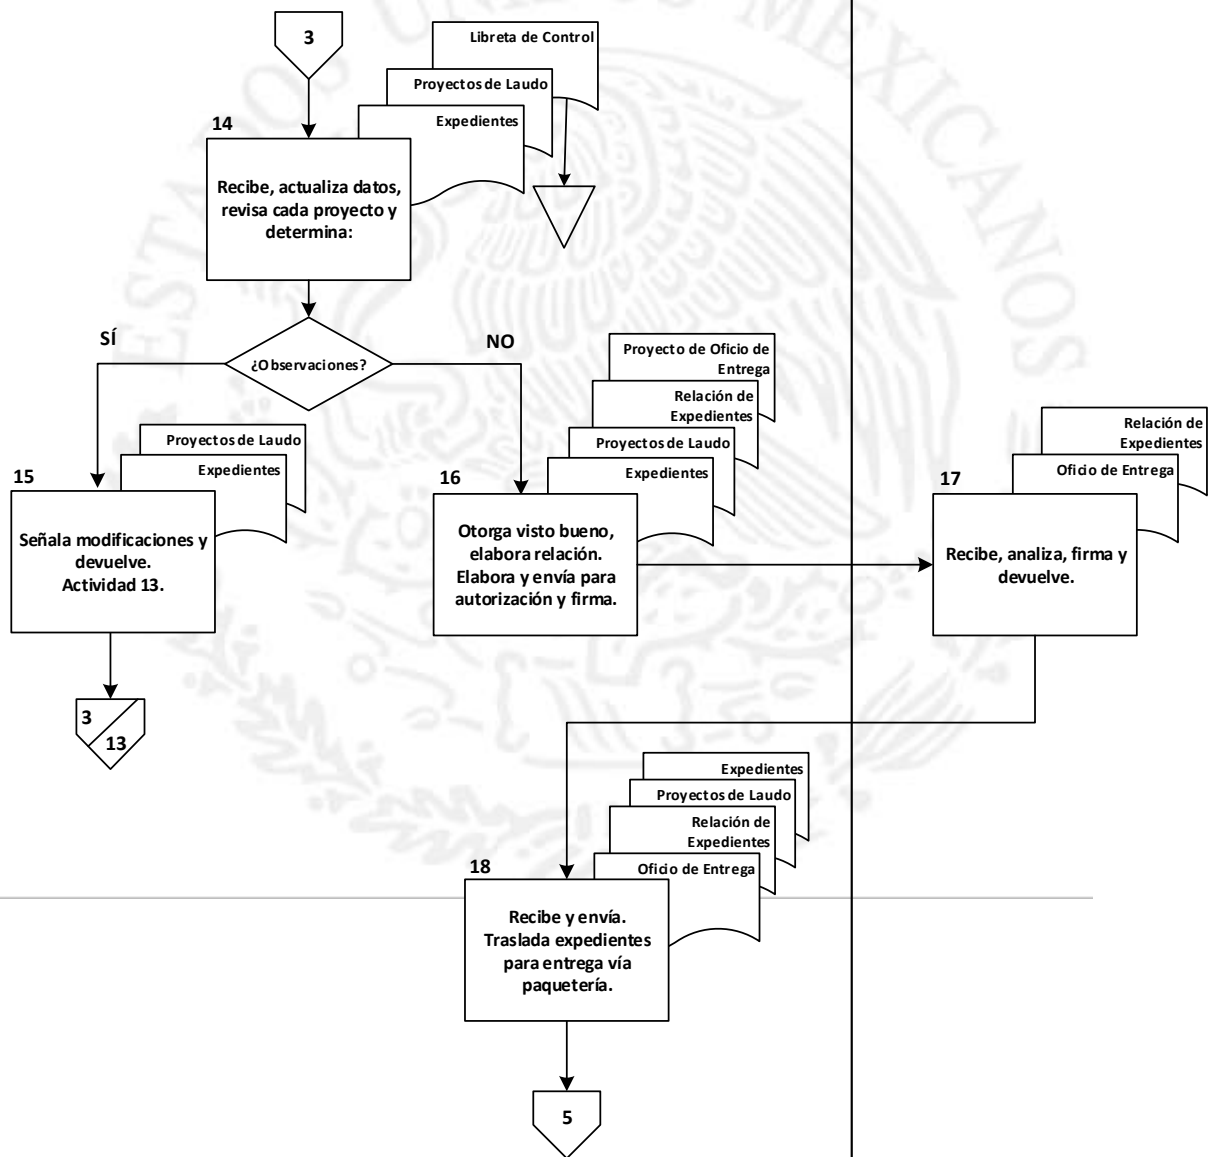 ESTADOS UNIDOS MEXICANOS
3
Libreta de Control
Proyectos de Laudo
Expedientes
14
Recibe, actualiza datos,
revisa cada proyecto y
determina:
¿Observaciones?
SÍ
NO
Proyectos de Laudo
Expedientes
15
Señala modificaciones y
devuelve.
Actividad 13.
3
13
Proyecto de Oficio de
Entrega
Relación de
Expedientes
Proyectos de Laudo
Expedientes
16
Otorga visto bueno,
elabora relación.
Elabora y envía para
autorización y firma.
Relación de
Expedientes
Oficio de Entrega
17
Recibe, analiza, firma y
devuelve.
Expedientes
Proyectos de Laudo
Relación de
Expedientes
Oficio de Entrega
18
Recibe y envía.
Traslada expedientes
para entrega vía
paquetería.
5